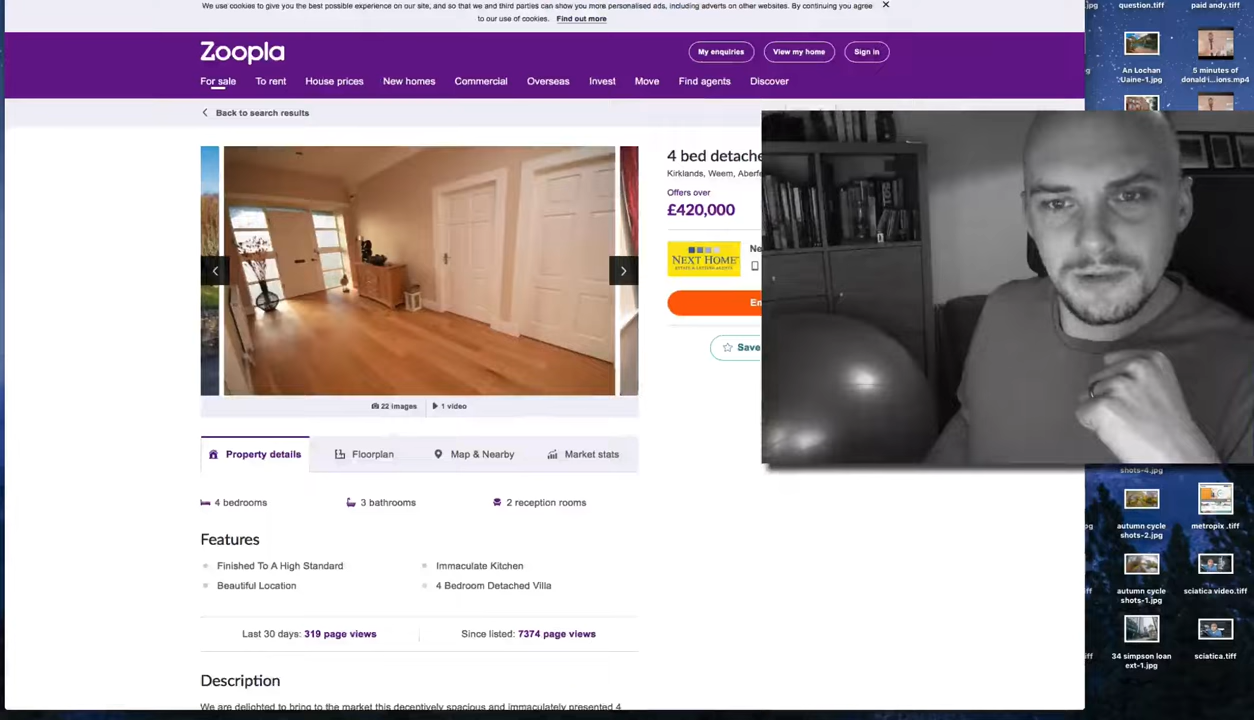 We use cookies to give you the best possible experience on our site, and so that we and third parties can show you more personalised ads, including adverts on other websites. By continuing you agree
to our use of cookies. Find out more
Zoopla
My enquiries
View my home
Sign in
For sale
To rent
House prices
New homes
Commercial
Overseas
Invest
Move
Find agents
Discover
Back to search results
4 bed detache
Kirklands, Weem, Aberfe
Offers over
£420,000
NEXT HOME
Ne
En
Save
22 images
1 video
Property details
Floorplan
Map & Nearby
Market stats
4 bedrooms
3 bathrooms
2 reception rooms
Features
Finished To A High Standard
Immaculate Kitchen
Beautiful Location
4 Bedroom Detached Villa
Last 30 days: 319 page views
Since listed: 7374 page views
Description
We are delighted to bring to the market this deceptively spacious and immaculately presented 4
jpg
question.tiff
paid andy.tiff
An Lochan
Uaine-1.jpg
5 minutes of
donald i...ions.mp4
shots-4.jpg
jpg
autumn cycle
shots-2.jpg
metropix .tiff
ff
autumn cycle
shots-1.jpg
sciatica video.tiff
iff
34 simpson loan
ext-1.jpg
sciatica.tiff